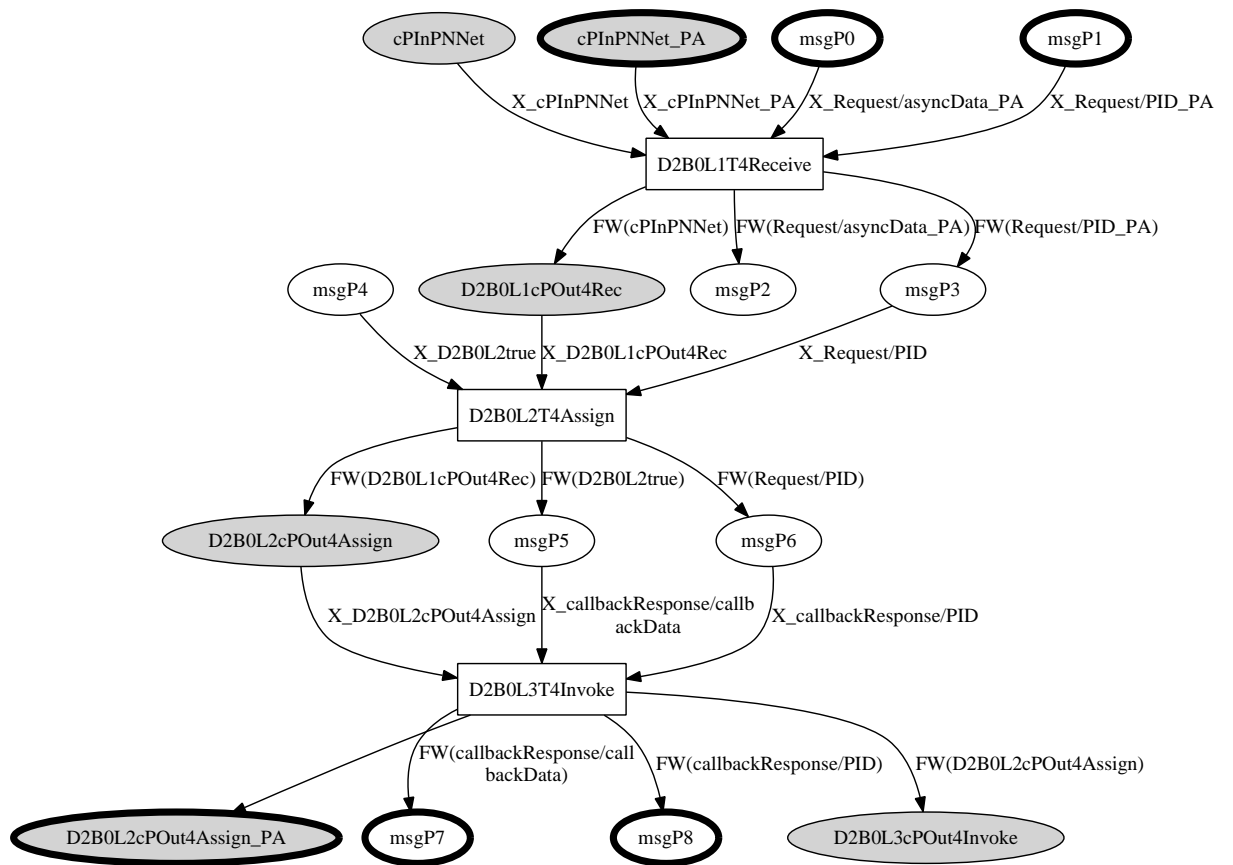 cPInPNNet
cPInPNNet_PA
msgP0
msgP1
X_cPInPNNet
X_cPInPNNet_PA
X_Request/asyncData_PA
X_Request/PID_PA
D2B0L1T4Receive
FW(cPInPNNet)
FW(Request/asyncData_PA)
FW(Request/PID_PA)
msgP4
D2B0L1cPOut4Rec
msgP2
msgP3
X_D2B0L2true
X_D2B0L1cPOut4Rec
X_Request/PID
D2B0L2T4Assign
FW(D2B0L1cPOut4Rec)
FW(D2B0L2true)
FW(Request/PID)
D2B0L2cPOut4Assign
msgP5
msgP6
X_D2B0L2cPOut4Assign
X_callbackResponse/callb
ackData
X_callbackResponse/PID
D2B0L3T4Invoke
FW(callbackResponse/call
backData)
FW(callbackResponse/PID)
FW(D2B0L2cPOut4Assign)
D2B0L2cPOut4Assign_PA
msgP7
msgP8
D2B0L3cPOut4Invoke